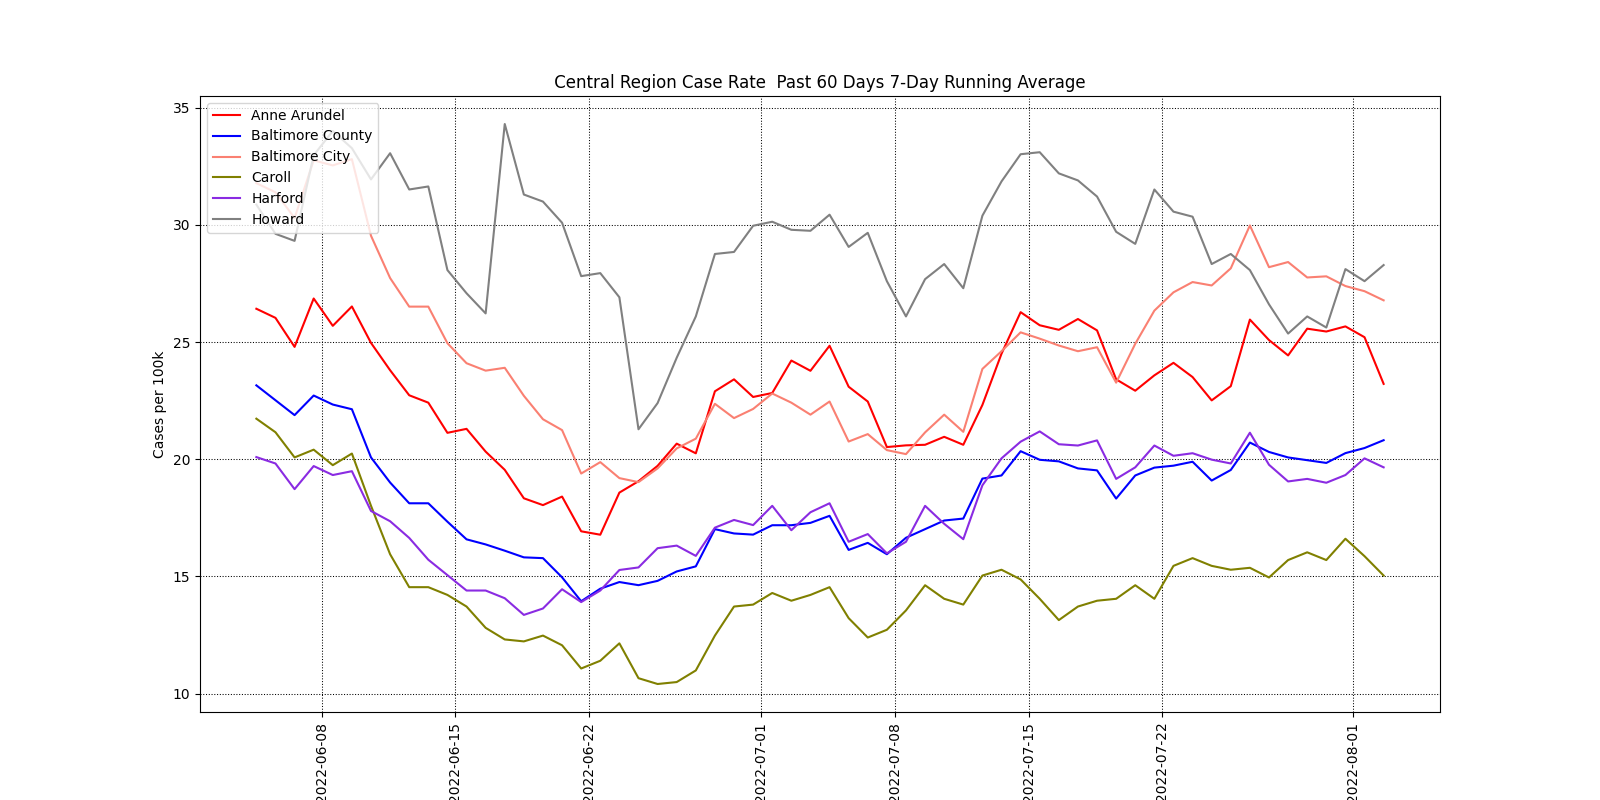 Central Region Case Rate  Past 60 Days 7-Day Running Average
Cases per 100k
35
30
25
20
15
10
Anne Arundel
Baltimore County
Baltimore City
Caroll
Harford
Howard
2022-06-08
2022-06-15
2022-06-22
2022-07-01
2022-07-08
2022-07-15
2022-07-22
2022-08-01